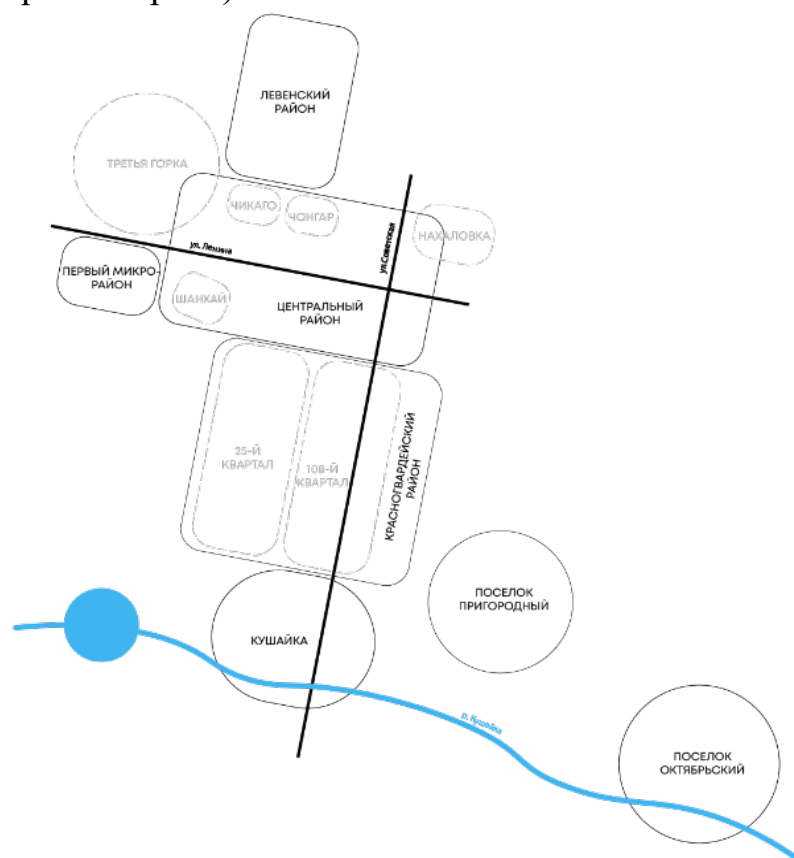 ЛЕВЕНСКИЙ
РАЙОН
ТРЕТЬЯ ГОРКА
ЧИКАГО
ЧОНГАР
НАХАЛОВКА
ул. Ленина
ул.Советская
ПЕРВЫЙ МИКРО-
РАЙОН
ШАНХАЙ
ЦЕНТРАЛЬНЫЙ
РАЙОН
25-Й
КВАРТАЛ
108-Й
КВАРТАЛ
КРАСНОГВАРДЕЙСКИЙ
РАЙОН
ПОСЕЛОК
ПРИГОРОДНЫЙ
КУШАЙКА
р. Кушайка
ПОСЕЛОК
ОКТЯБРЬСКИЙ